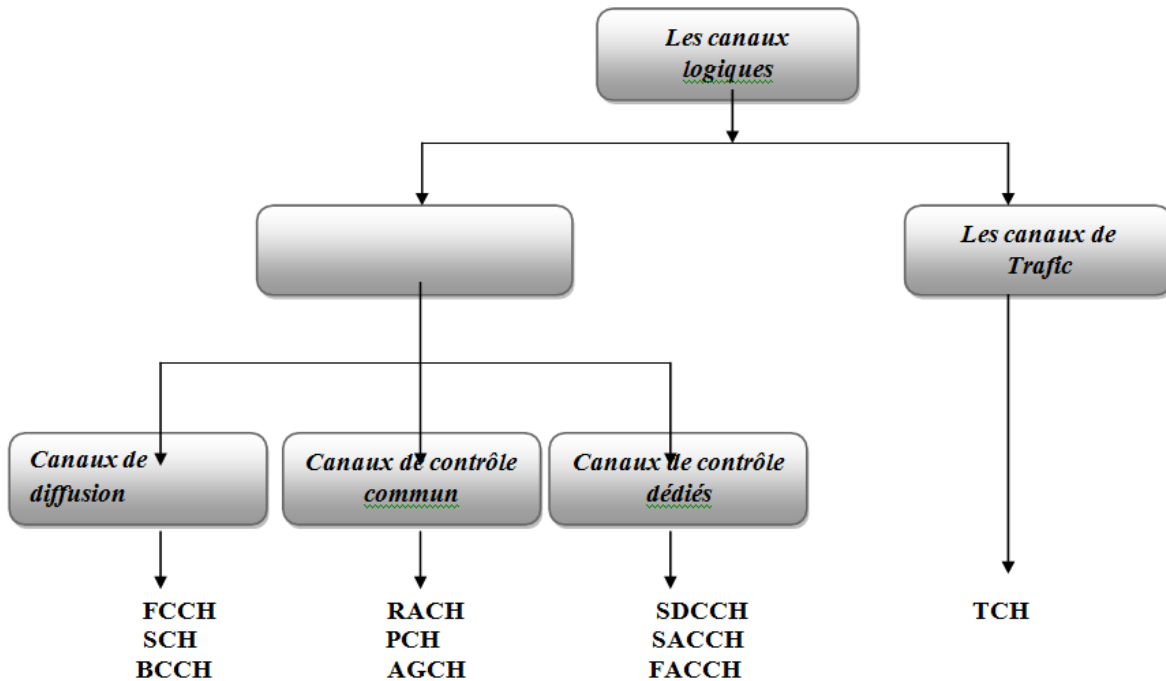 Les canaux
logiques
Les canaux de
Trafic
Canaux de
diffusion
Canaux de contrôle
commun
Canaux de contrôle
dédiés
FCCH
SCH
BCCH
RACH
PCH
AGCH
SDCCH
SACCH
FACCH
TCH